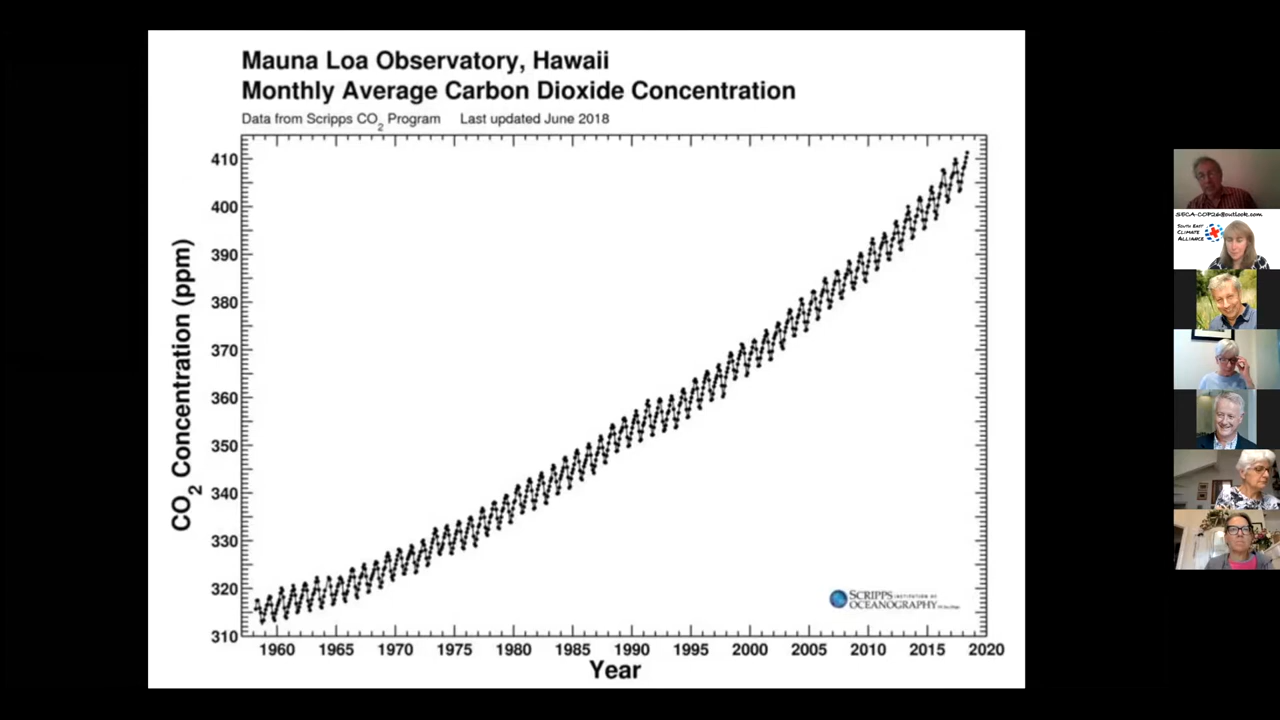 Mauna Loa Observatory, Hawaii
Monthly Average Carbon Dioxide Concentration
Data from Scripps CO2 Program Last updated June 2018
CO2 Concentration (ppm)
410
400
390
380
370
360
350
340
330
320
310
1960 1965 1970 1975 1980 1985 1990 1995 2000 2005 2010 2015 2020
Year
SCRIPPS INSTITUTION OF
OCEANOGRAPHY
SECA-COP26@outlook.com
SOUTH EAST
CLIMATE
ALLIANCE